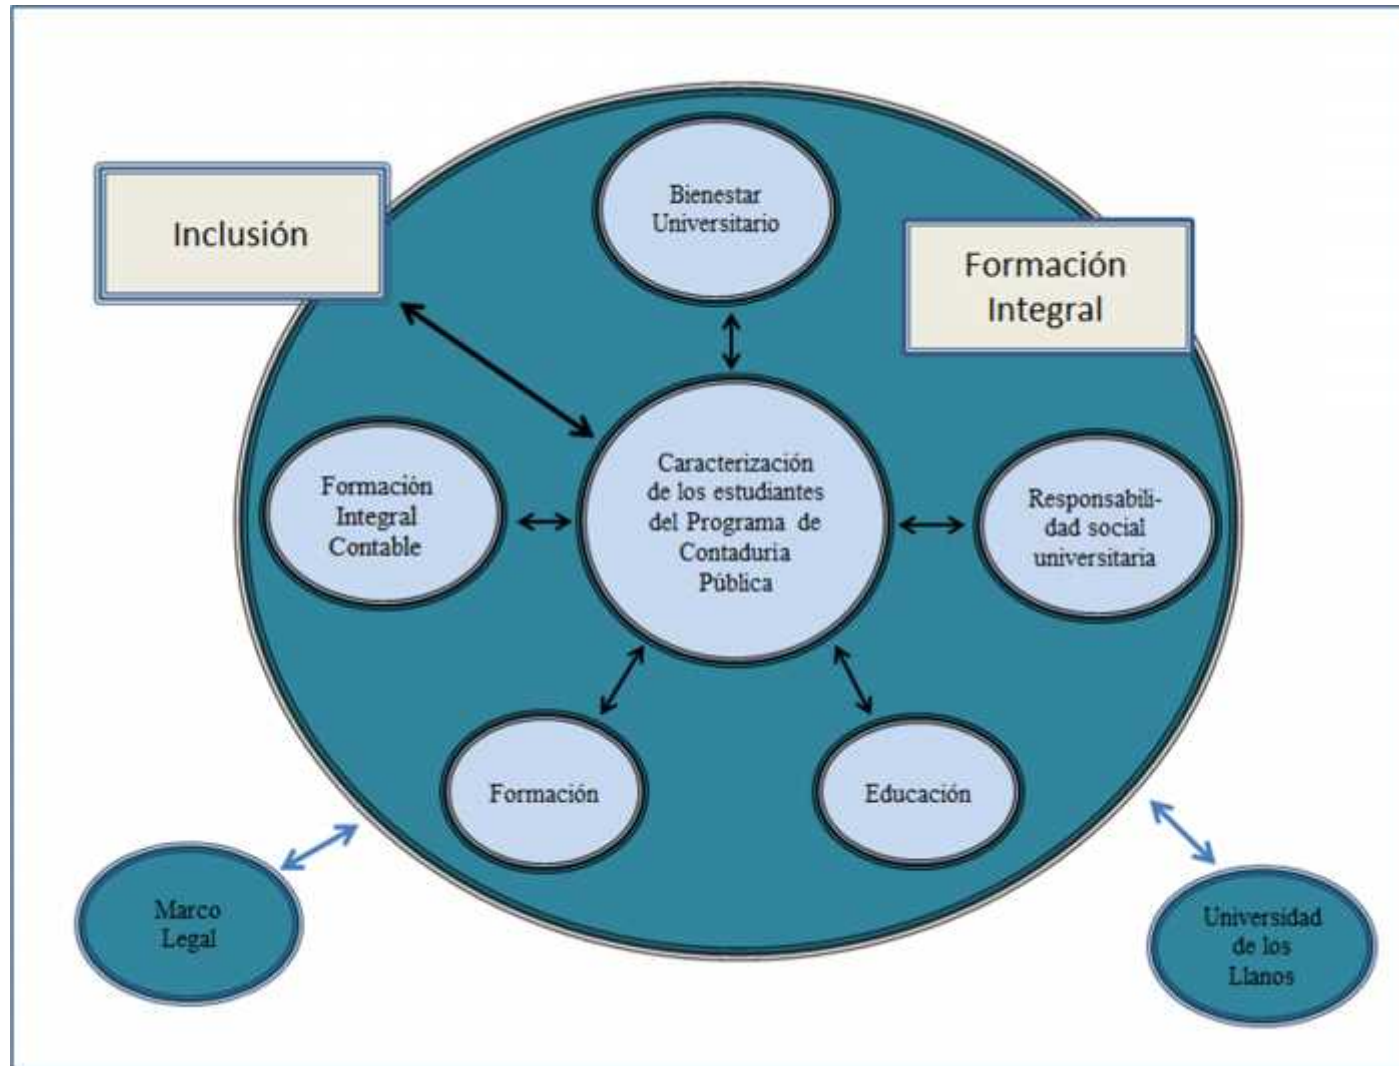 Bienestar
Universitario
Inclusión
Formación
Integral
Caracterización
de los estudiantes
del Programa de
Contaduría
Pública
Formación
Integral
Contable
Responsabili-
dad social
universitaria
Formación
Educación
Marco
Legal
Universidad
de los
Llanos